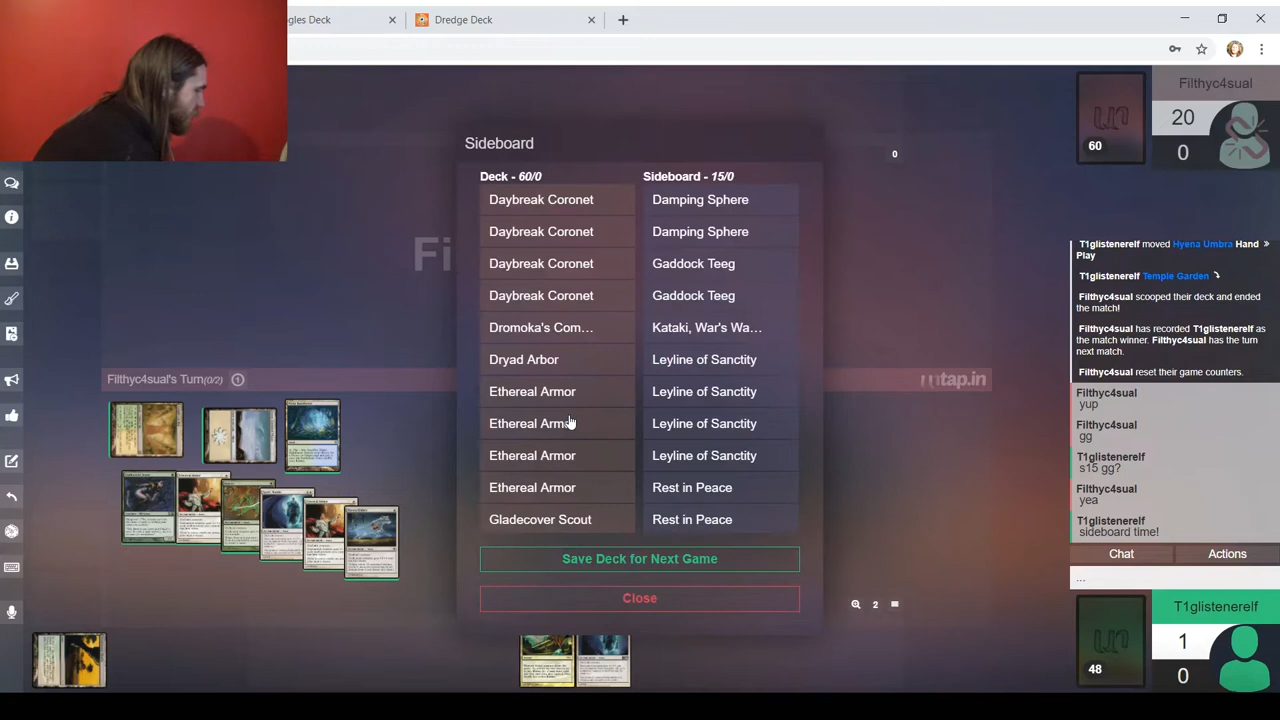 gles Deck
Dredge Deck
Filthyc4sual
20
0
60
0
Sideboard
Deck - 60/0
Sideboard - 15/0
Daybreak Coronet
Damping Sphere
Daybreak Coronet
Damping Sphere
Daybreak Coronet
Gaddock Teeg
Daybreak Coronet
Gaddock Teeg
Dromoka's Com...
Kataki, War's Wa...
Dryad Arbor
Leyline of Sanctity
Ethereal Armor
Leyline of Sanctity
Ethereal Armo
Leyline of Sanctity
Ethereal Armor
Leyline of Sanctity
Ethereal Armor
Rest in Peace
Gladecover Scout
Rest in Peace
Save Deck for Next Game
Close
Fi
Filthyc4sual's Turn(0/2) 1
untap.in
2
T1glistenerelf moved Hyena Umbra Hand
Play
T1glistenerelf Temple Garden
Filthyc4sual scooped their deck and ended
the match!
Filthyc4sual has recorded T1glistenerelf as
the match winner. Filthyc4sual has the turn
next match.
Filthyc4sual reset their game counters.
Filthyc4sual
yup
Filthyc4sual
gg
T1glistenerelf
s15 gg?
Filthyc4sual
yea
T1glistenerelf
sideboard time!
Chat
Actions
...
T1glistenerelf
1
0
48